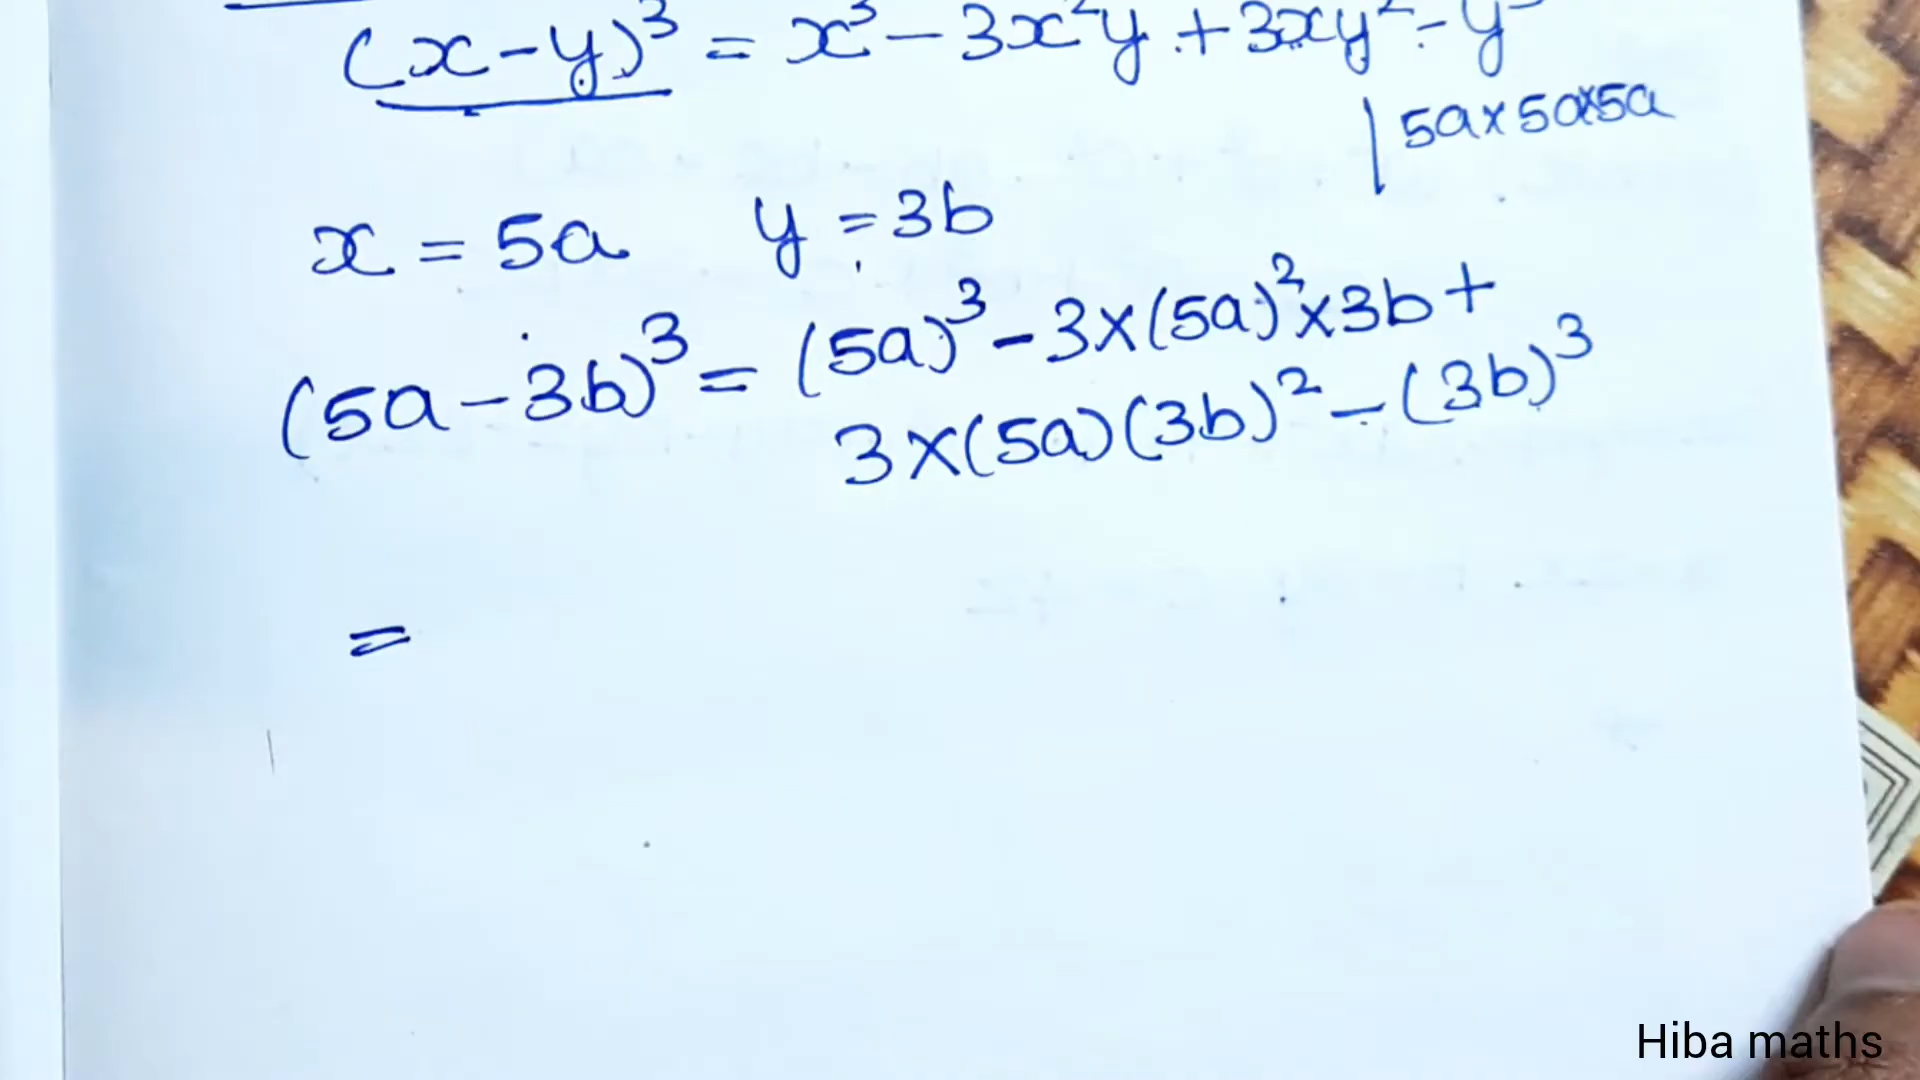 (x-y)³ = x³ - 3x²y + 3xy² - y³
5a×5a×5a
x = 5a y = 3b
(5a-3b)³ = (5a)³ - 3×(5a)²×3b +
3×(5a)(3b)² - (3b)³
=
Hiba maths